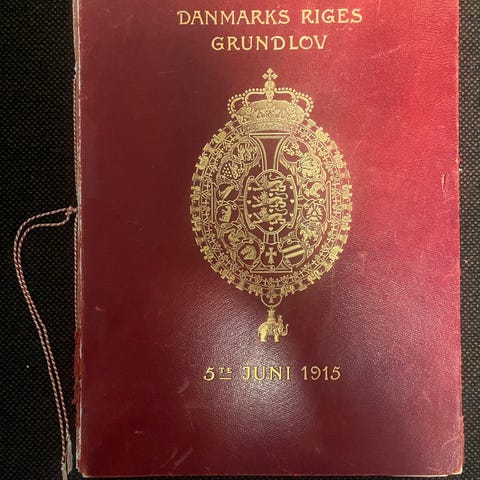 DANMARKS RIGES
GRUNDLOV
5TE JUNI 1915